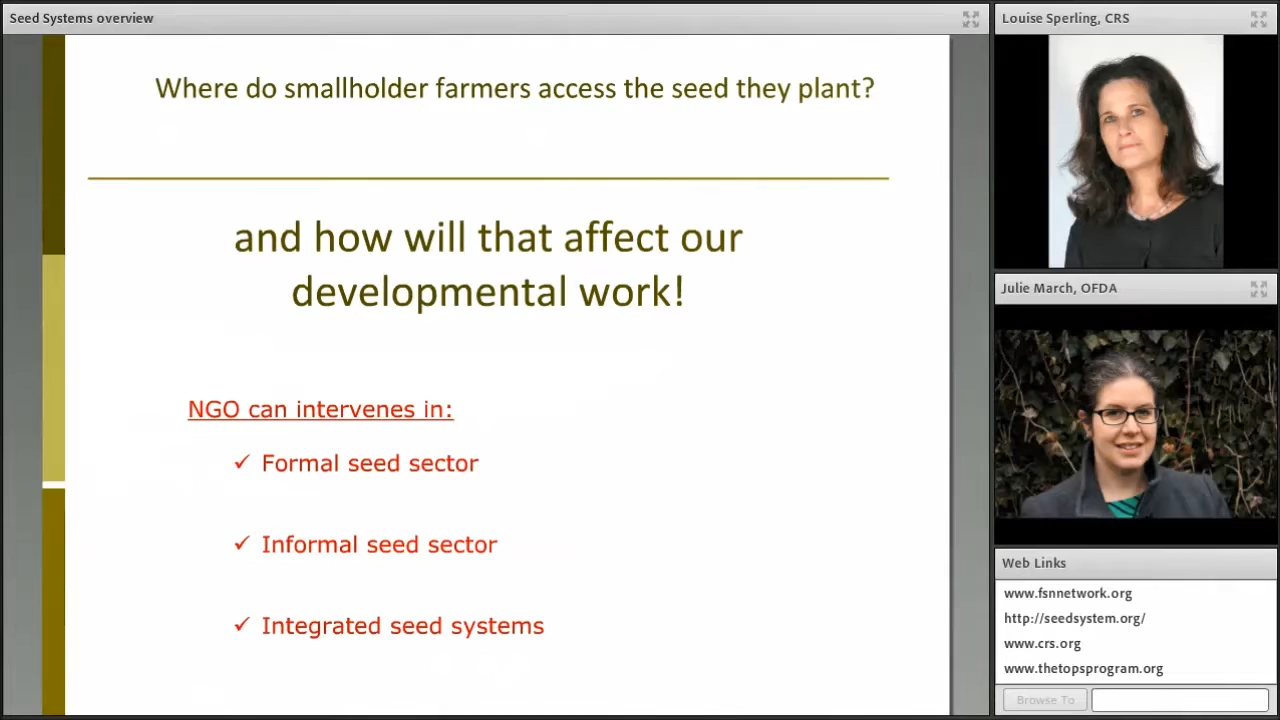 Seed Systems overview
Where do smallholder farmers access the seed they plant?
and how will that affect our
developmental work!
NGO can intervenes in:
✓ Formal seed sector
✓ Informal seed sector
✓ Integrated seed systems
Louise Sperling, CRS
Julie March, OFDA
Web Links
www.fsnnetwork.org
http://seedsystem.org/
www.crs.org
www.thetopsprogram.org
Browse To